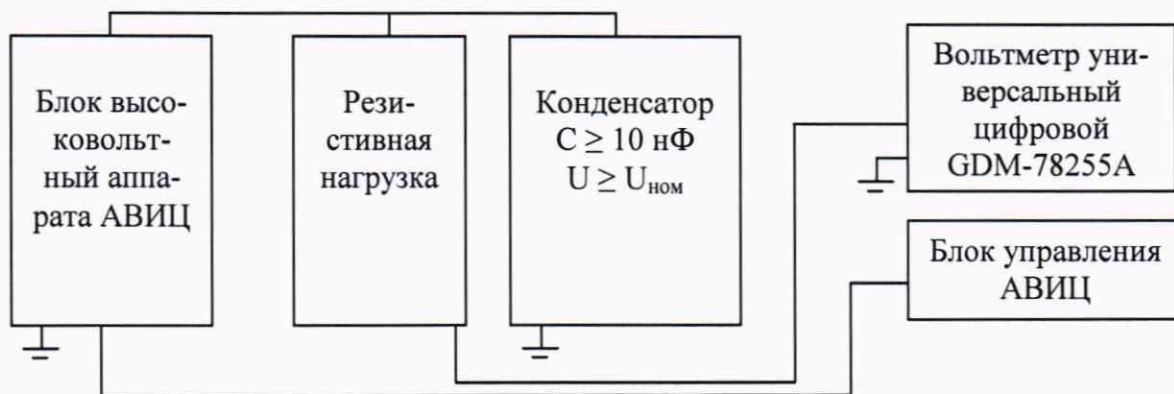 Блок высо-
ковольт-
ный аппа-
рата АВИЦ
Рези-
стивная
нагрузка
Конденсатор
C ≥ 10 нФ
U ≥ Uном
Вольтметр уни-
версальный
цифровой
GDM-78255A
Блок управления
АВИЦ